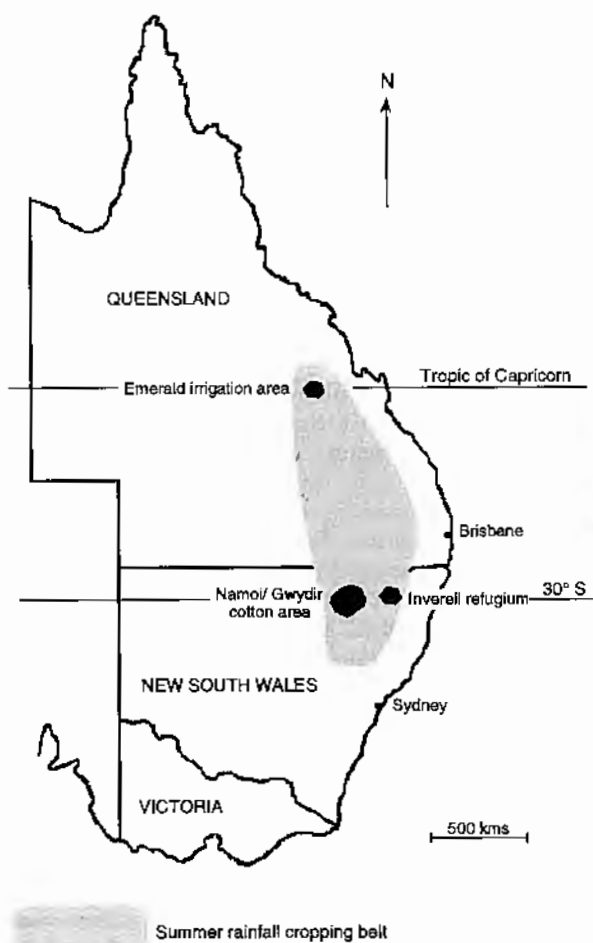 N
QUEENSLAND
Emerald irrigation area
Tropic of Capricorn
Brisbane
Namoi/ Gwydir
cotton area
Inverell refugium
30° S
NEW SOUTH WALES
Sydney
VICTORIA
500 kms
Summer rainfall cropping belt